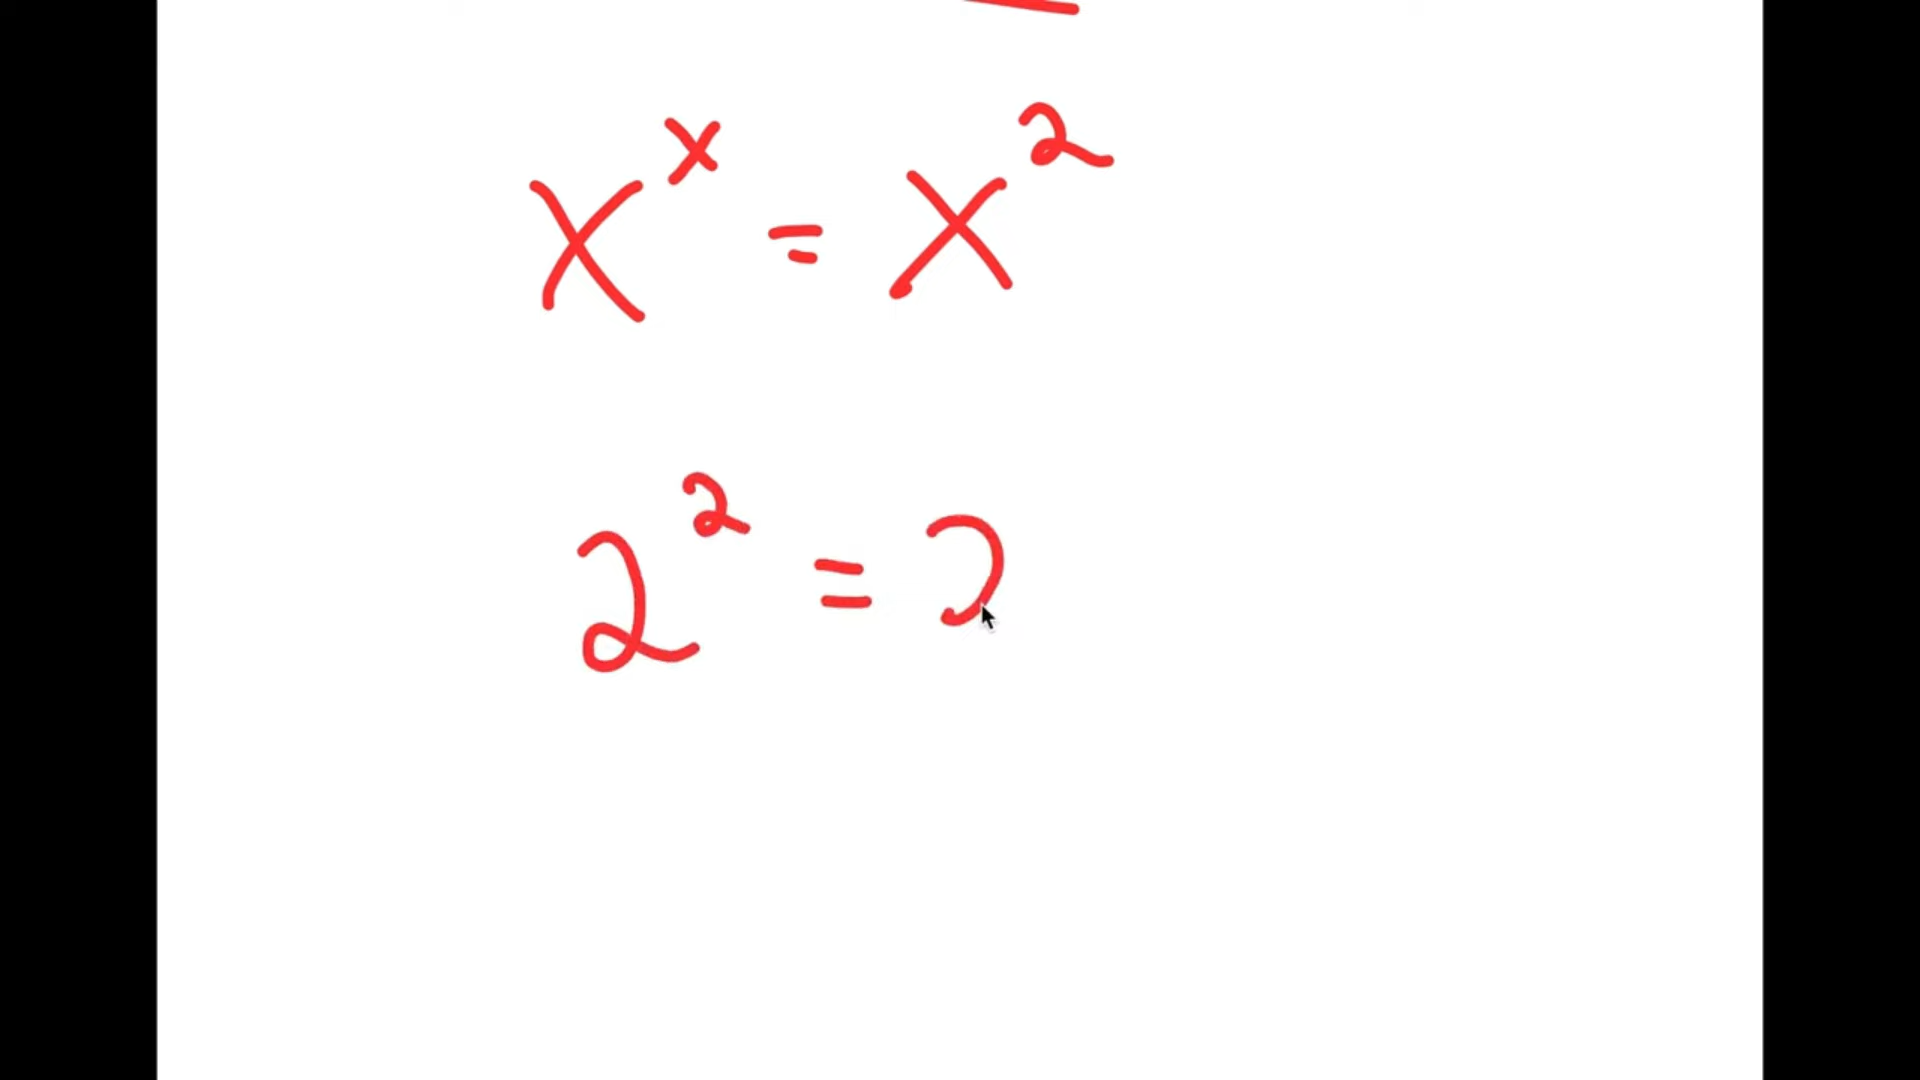 x^x = x^2
2^2 = 2